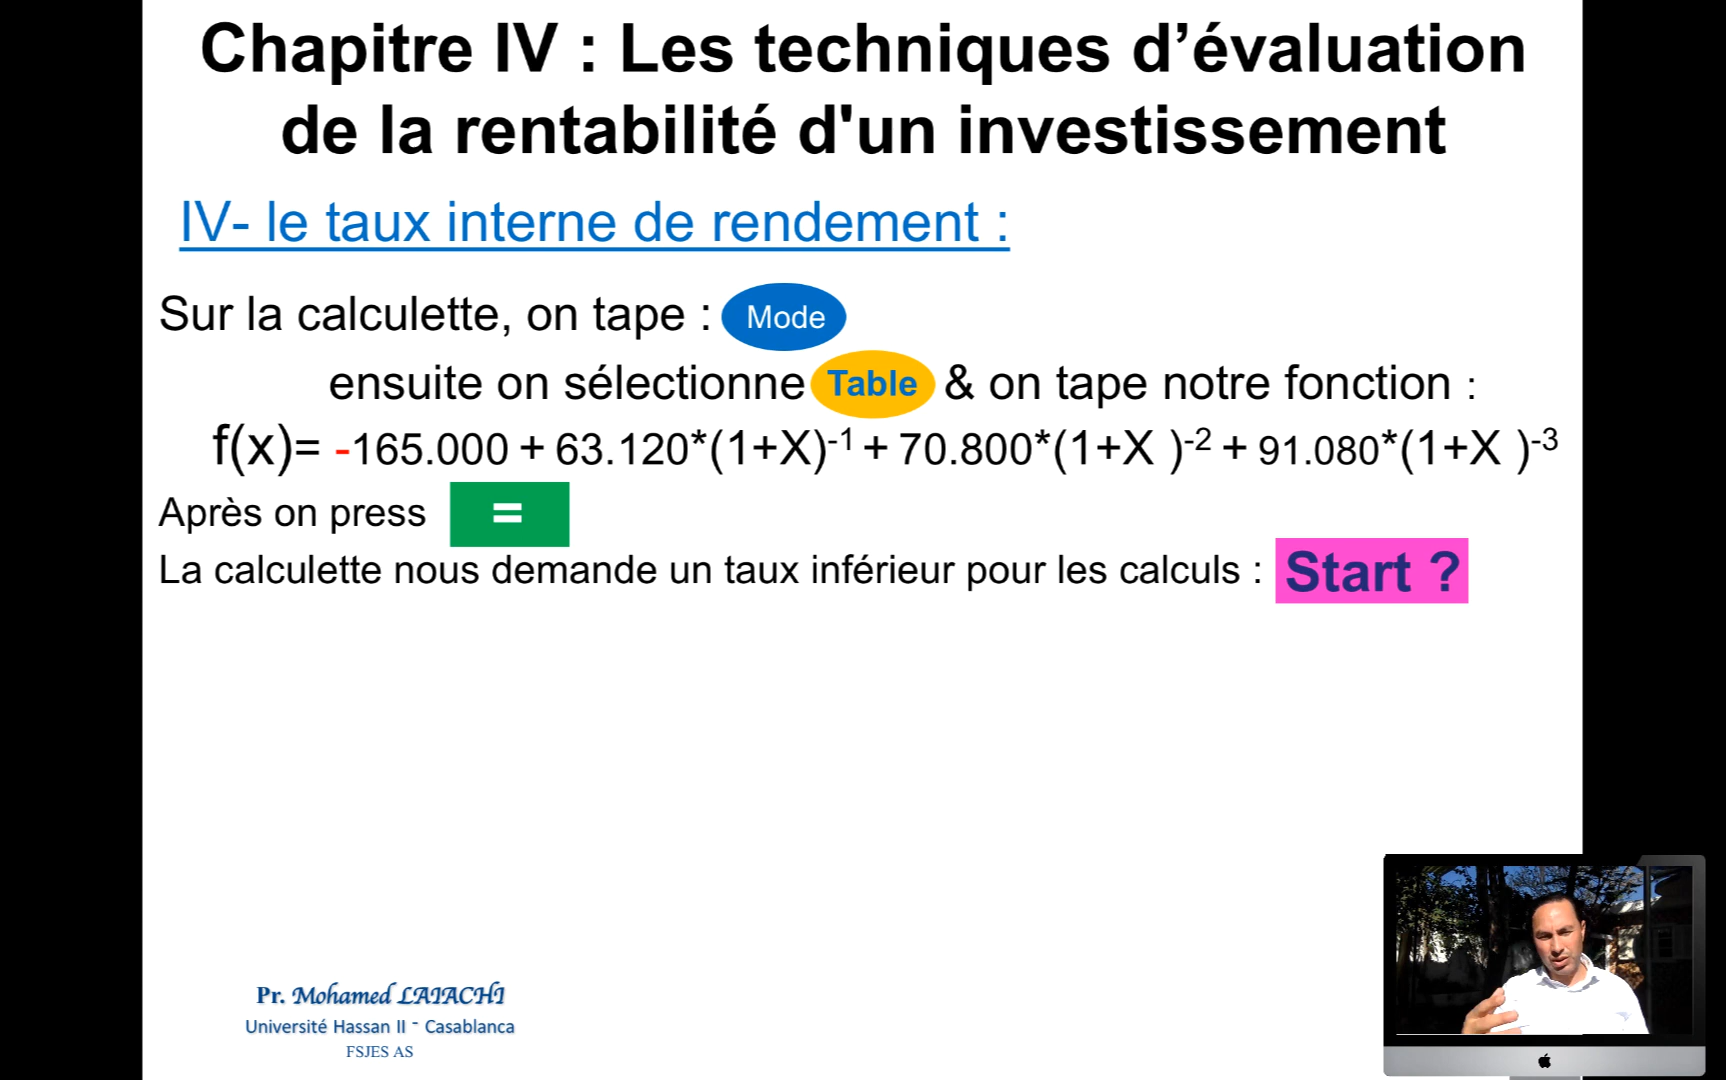 Chapitre IV : Les techniques d’évaluation
de la rentabilité d'un investissement
IV- le taux interne de rendement :
Sur la calculette, on tape : Mode
ensuite on sélectionne Table & on tape notre fonction :
f(x)= -165.000 + 63.120*(1+X)⁻¹ + 70.800*(1+X )⁻² + 91.080*(1+X )⁻³
Après on press =
La calculette nous demande un taux inférieur pour les calculs : Start ?
Pr. Mohamed LAIACHI
Université Hassan II - Casablanca
FSJES AS